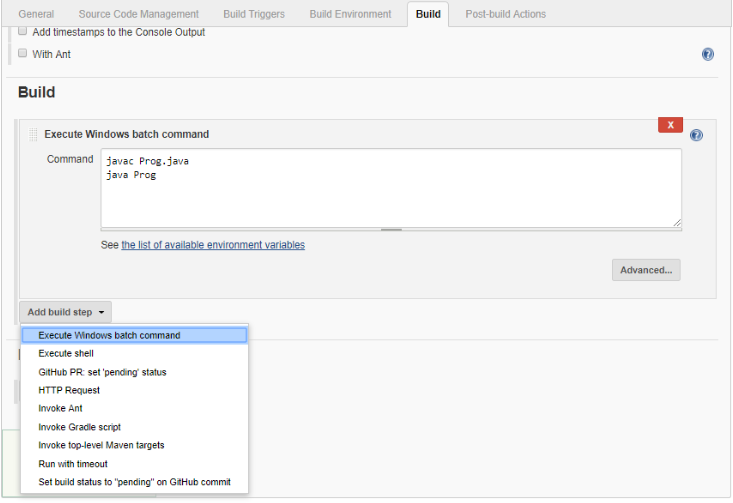 General Source Code Management Build Triggers Build Environment Build Post-build Actions
Add timestamps to the Console Output
With Ant
Build
X
Execute Windows batch command
Command
javac Prog.java
java Prog
See the list of available environment variables
Advanced...
Add build step
Execute Windows batch command
Execute shell
GitHub PR: set 'pending' status
HTTP Request
Invoke Ant
Invoke Gradle script
Invoke top-level Maven targets
Run with timeout
Set build status to "pending" on GitHub commit